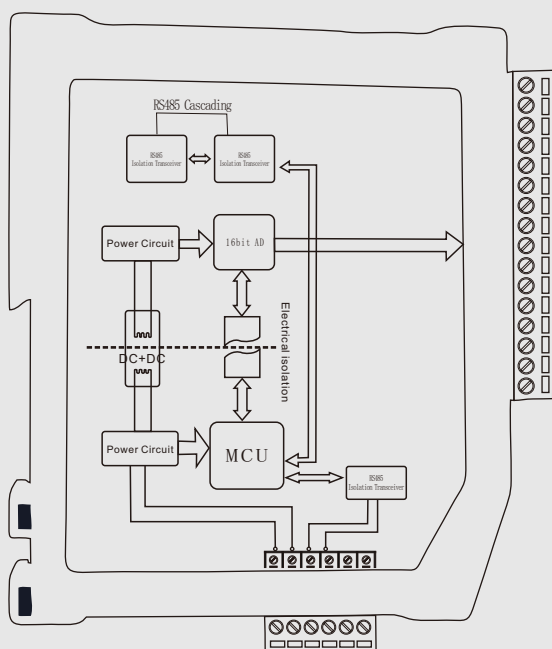 RS485 Cascading
RS485
Isolation Transceiver
RS485
Isolation Transceiver
Power Circuit
16bit AD
Electrical isolation
DC+DC
Power Circuit
MCU
RS485
Isolation Transceiver